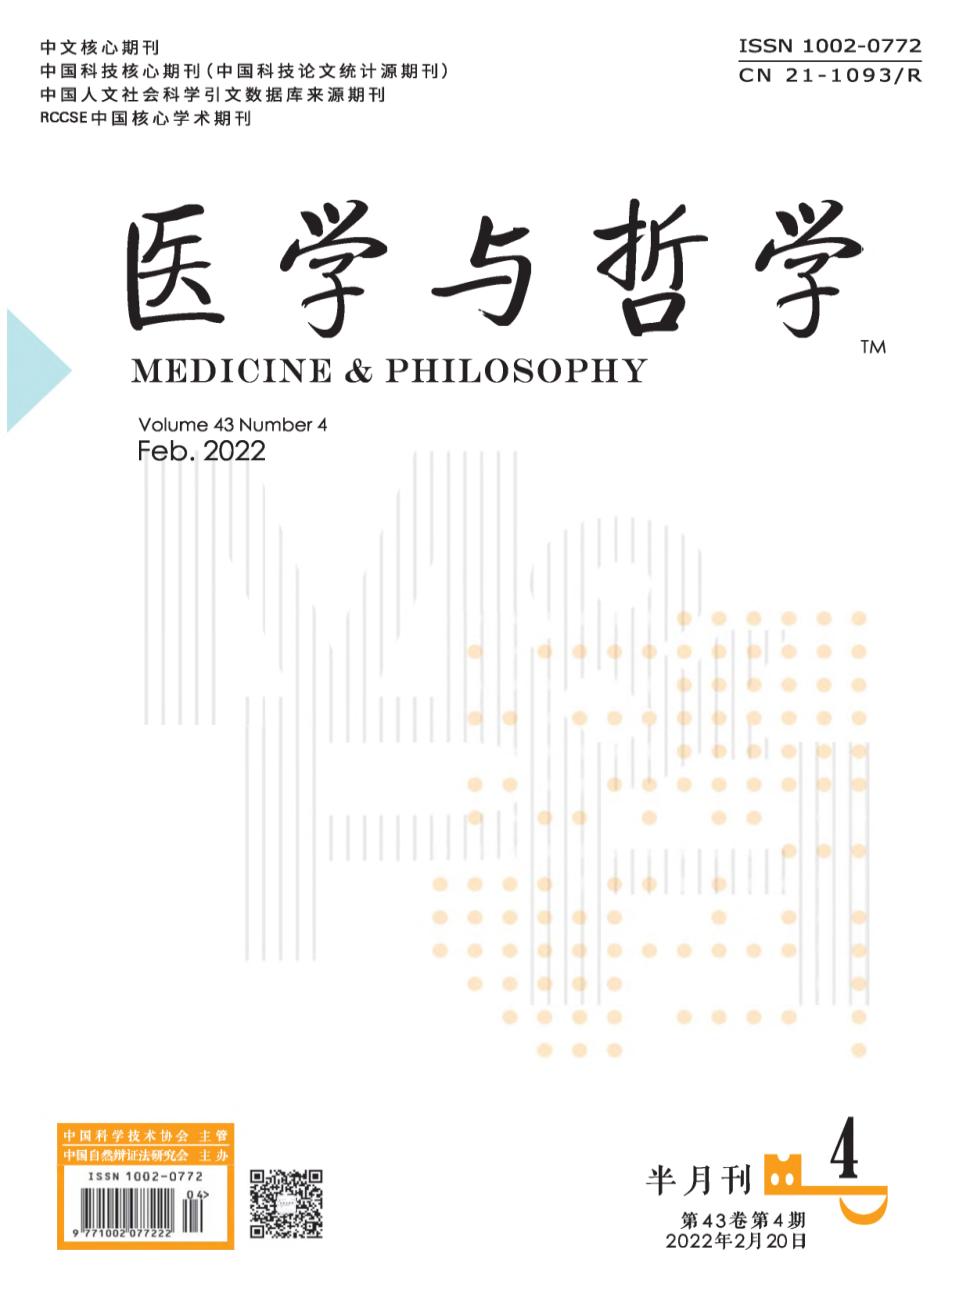 中文核心期刊
中国科技核心期刊(中国科技论文统计源期刊)
中国人文社会科学引文数据库来源期刊
RCCSE中国核心学术期刊
ISSN 1002-0772
CN 21-1093/R
医学与哲学
TM
MEDICINE & PHILOSOPHY
Volume 43 Number 4
Feb. 2022
中国科学技术协会 主管
中国自然辩证法研究会 主办
ISSN 1002-0772
04>
9 771002 077222
半月刊
4
第43卷第4期
2022年2月20日